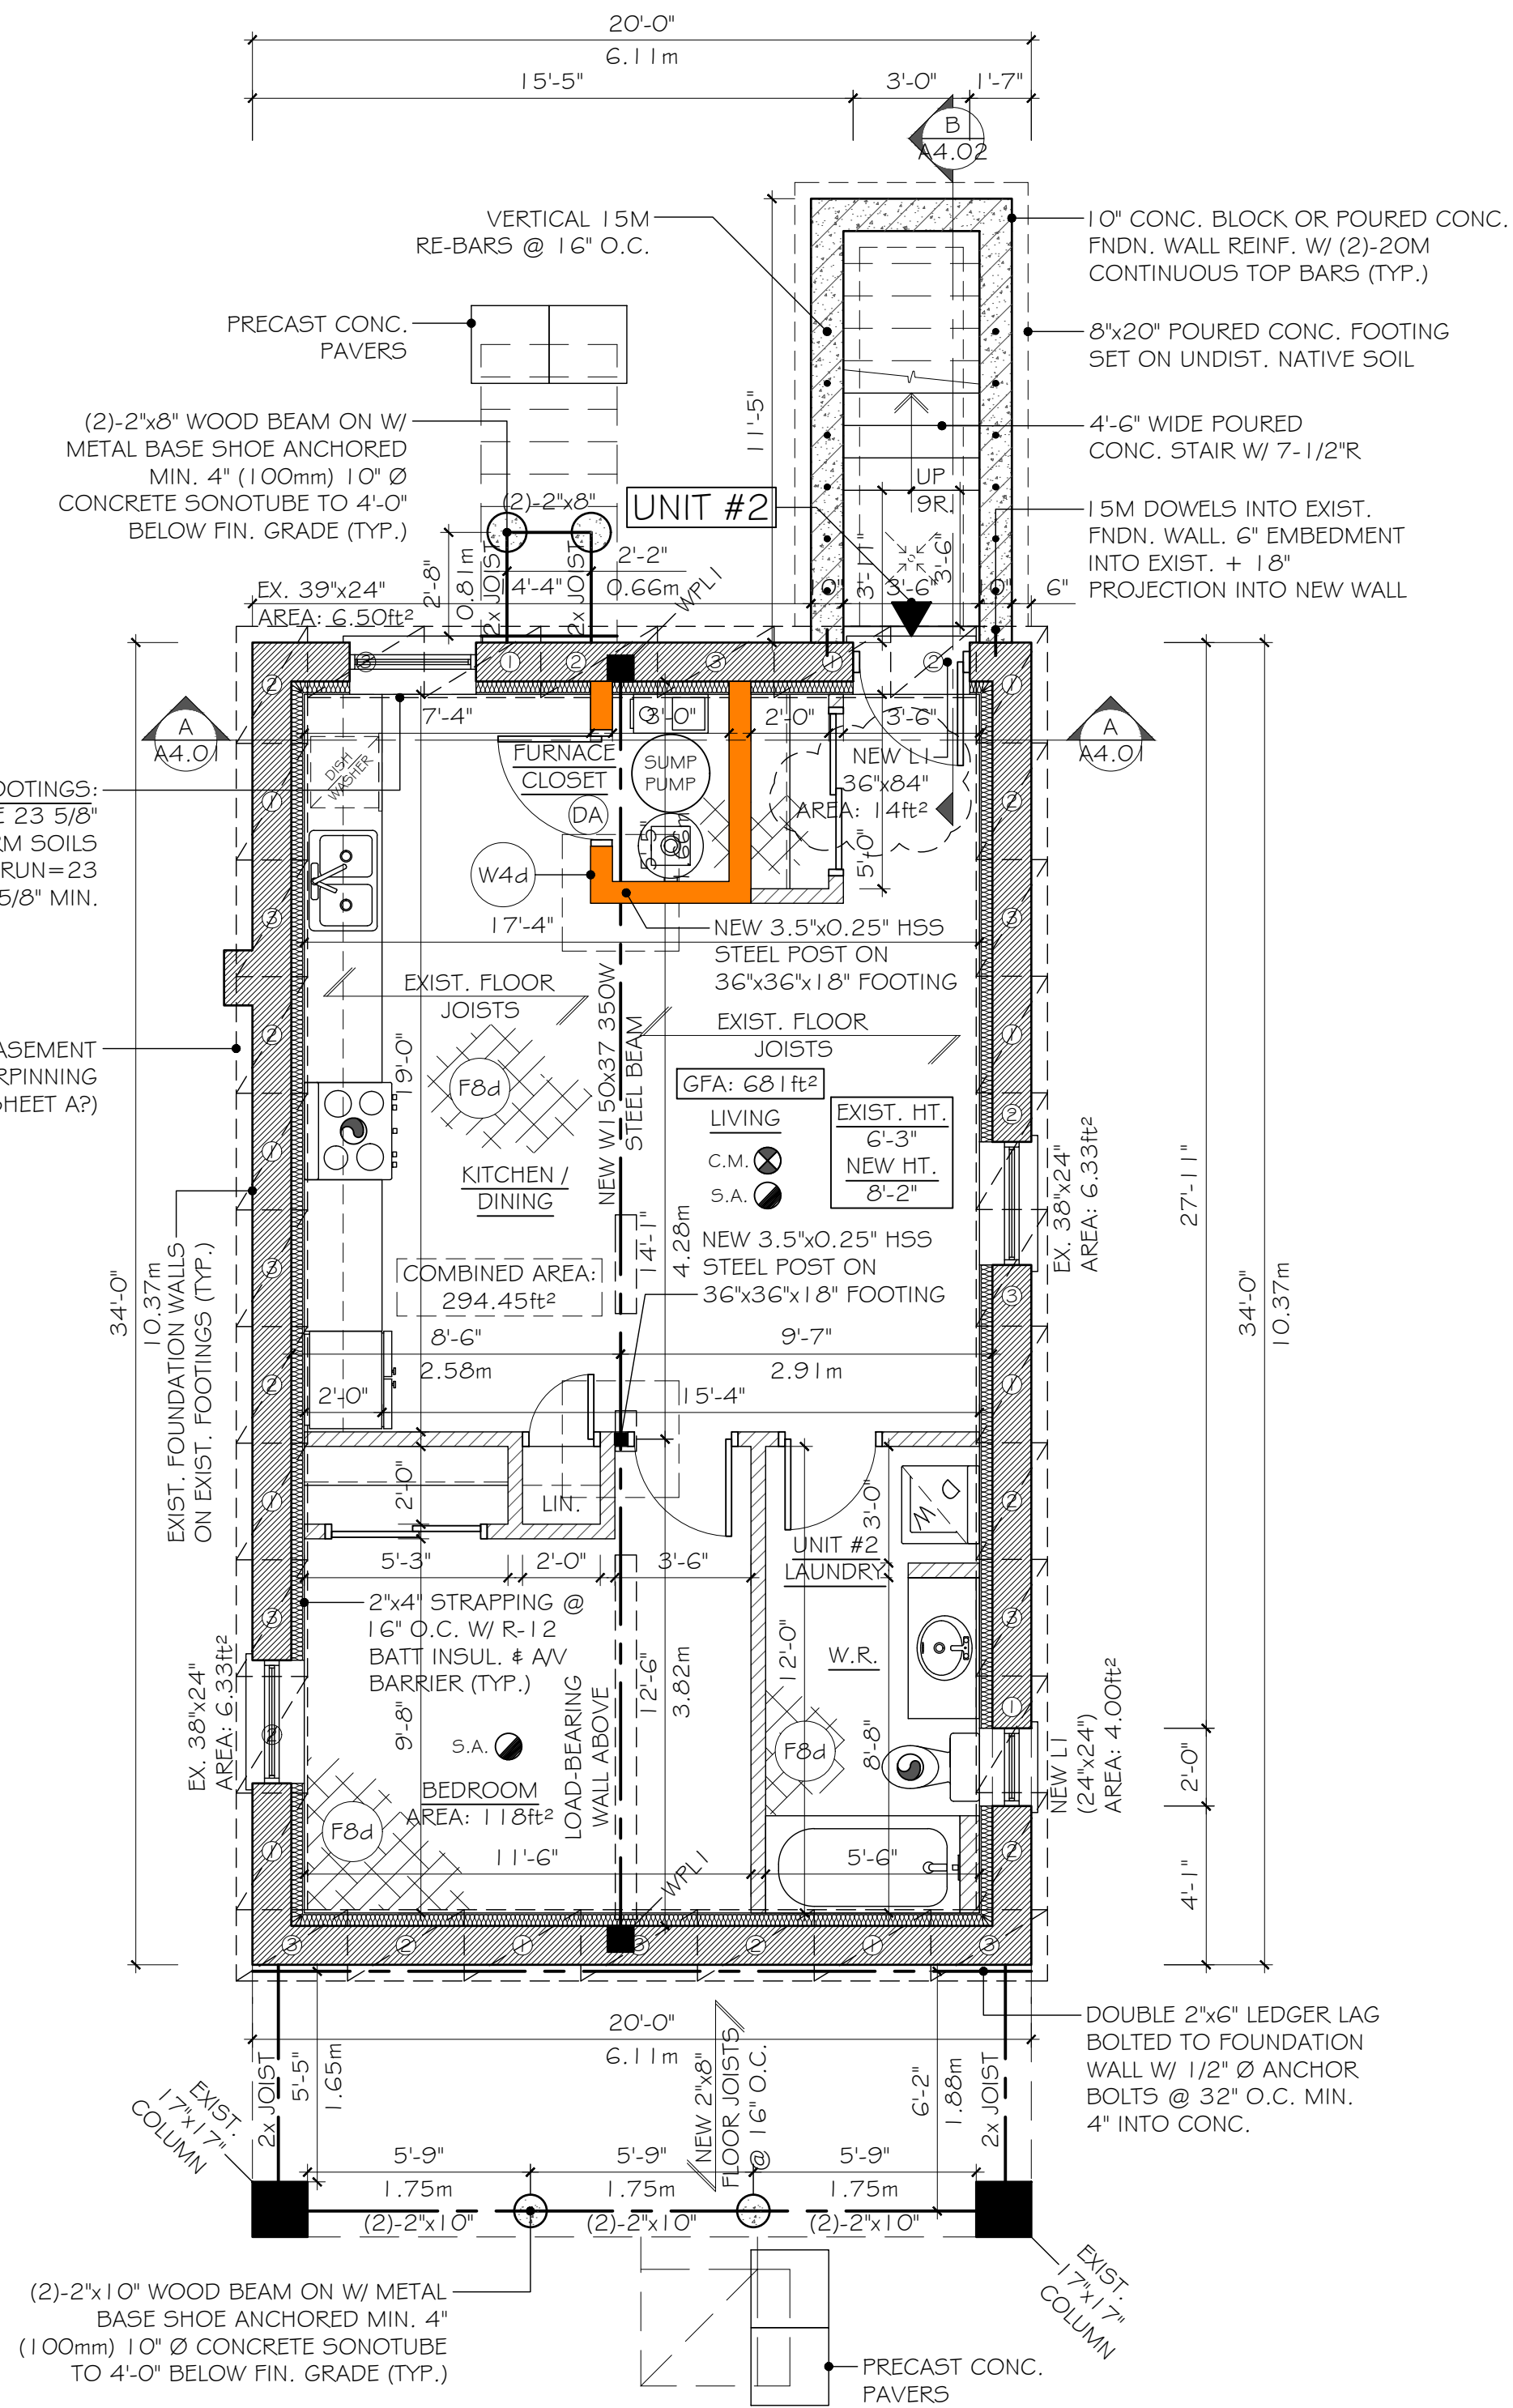 20'-0"
6.11m
15'-5"
3'-0"
1'-7"
B
A4.02
VERTICAL 15M
RE-BARS @ 16" O.C.
10" CONC. BLOCK OR POURED CONC.
FNDN. WALL REINF. W/ (2)-20M
CONTINUOUS TOP BARS (TYP.)
PRECAST CONC.
PAVERS
8"x20" POURED CONC. FOOTING
SET ON UNDIST. NATIVE SOIL
11'-5"
(2)-2"x8" WOOD BEAM ON W/
METAL BASE SHOE ANCHORED
MIN. 4" (100mm) 10" Ø
CONCRETE SONOTUBE TO 4'-0"
BELOW FIN. GRADE (TYP.)
4'-6" WIDE POURED
CONC. STAIR W/ 7-1/2"R
UP
9R.
(2)-2"x8"
UNIT #2
15M DOWELS INTO EXIST.
FNDN. WALL. 6" EMBEDMENT
INTO EXIST. + 18"
PROJECTION INTO NEW WALL
2'-8"
0.81m
2x JOIST
4'-4"
2x JOIST
2'-2"
0.66m
WPL1
3'-11"
3'-6"
3'-6"
6"
EX. 39"x24"
AREA: 6.50ft²
A
A4.01
A
A4.01
7'-4"
3'-0"
2'-0"
3'-6"
DISH
WASHER
FURNACE
CLOSET
DA
SUMP
PUMP
NEW L1
36"x84"
AREA: 14ft²
5'-5"
1.66m
5'-0"
W4d
OOTINGS:
E 23 5/8"
RM SOILS
RUN=23
5/8" MIN.
17'-4"
NEW 3.5"x0.25" HSS
STEEL POST ON
36"x36"x18" FOOTING
EXIST. FLOOR
JOISTS
EXIST. FLOOR
JOISTS
NEW W150x37 350W
STEEL BEAM
19'-0"
F8d
GFA: 681ft²
LIVING
C.M.
S.A.
EXIST. HT.
6'-3"
NEW HT.
8'-2"
ASEMENT
RPINNING
SHEET A?)
KITCHEN /
DINING
EX. 38"x24"
AREA: 6.33ft²
27'-11"
34'-0"
10.37m
34'-0"
10.37m
EXIST. FOUNDATION WALLS
ON EXIST. FOOTINGS (TYP.)
14'-1"
4.28m
NEW 3.5"x0.25" HSS
STEEL POST ON
36"x36"x18" FOOTING
COMBINED AREA:
294.45ft²
8'-6"
2.58m
9'-7"
2.91m
2'-0"
15'-4"
2'-0"
LIN.
3'-0"
UNIT #2
LAUNDRY
5'-3"
2'-0"
3'-6"
2"x4" STRAPPING @
16" O.C. W/ R-12
BATT INSUL. & A/V
BARRIER (TYP.)
W.R.
12'-0"
12'-6"
3.82m
LOAD-BEARING
WALL ABOVE
EX. 38"x24"
AREA: 6.33ft²
9'-8"
S.A.
BEDROOM
AREA: 118ft²
F8d
F8d
8'-8"
NEW L1
(24"x24")
AREA: 4.00ft²
2'-0"
4'-1"
11'-6"
5'-6"
WPL1
20'-0"
6.11m
DOUBLE 2"x6" LEDGER LAG
BOLTED TO FOUNDATION
WALL W/ 1/2" Ø ANCHOR
BOLTS @ 32" O.C. MIN.
4" INTO CONC.
2x JOIST
5'-5"
1.65m
NEW 2"x8"
FLOOR JOISTS
@ 16" O.C.
6'-2"
1.88m
2x JOIST
EXIST.
17"x17"
COLUMN
5'-9"
5'-9"
5'-9"
1.75m
1.75m
1.75m
(2)-2"x10"
(2)-2"x10"
(2)-2"x10"
EXIST.
17"x17"
COLUMN
(2)-2"x10" WOOD BEAM ON W/ METAL
BASE SHOE ANCHORED MIN. 4"
(100mm) 10" Ø CONCRETE SONOTUBE
TO 4'-0" BELOW FIN. GRADE (TYP.)
PRECAST CONC.
PAVERS